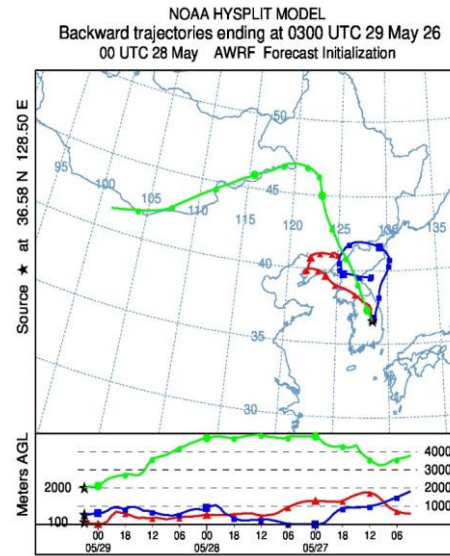 NOAA HYSPLIT MODEL
Backward trajectories ending at 0300 UTC 29 May 26
00 UTC 28 May AWRF Forecast Initialization
Source ★ at 36.58 N 128.50 E
50
95
100
105
110
115
120
125
130
135
45
40
35
30
Meters AGL
2000
100
4000
3000
2000
1000
00 18 12 06 00 18 12 06 00 18 12 06
05/29 05/28 05/27